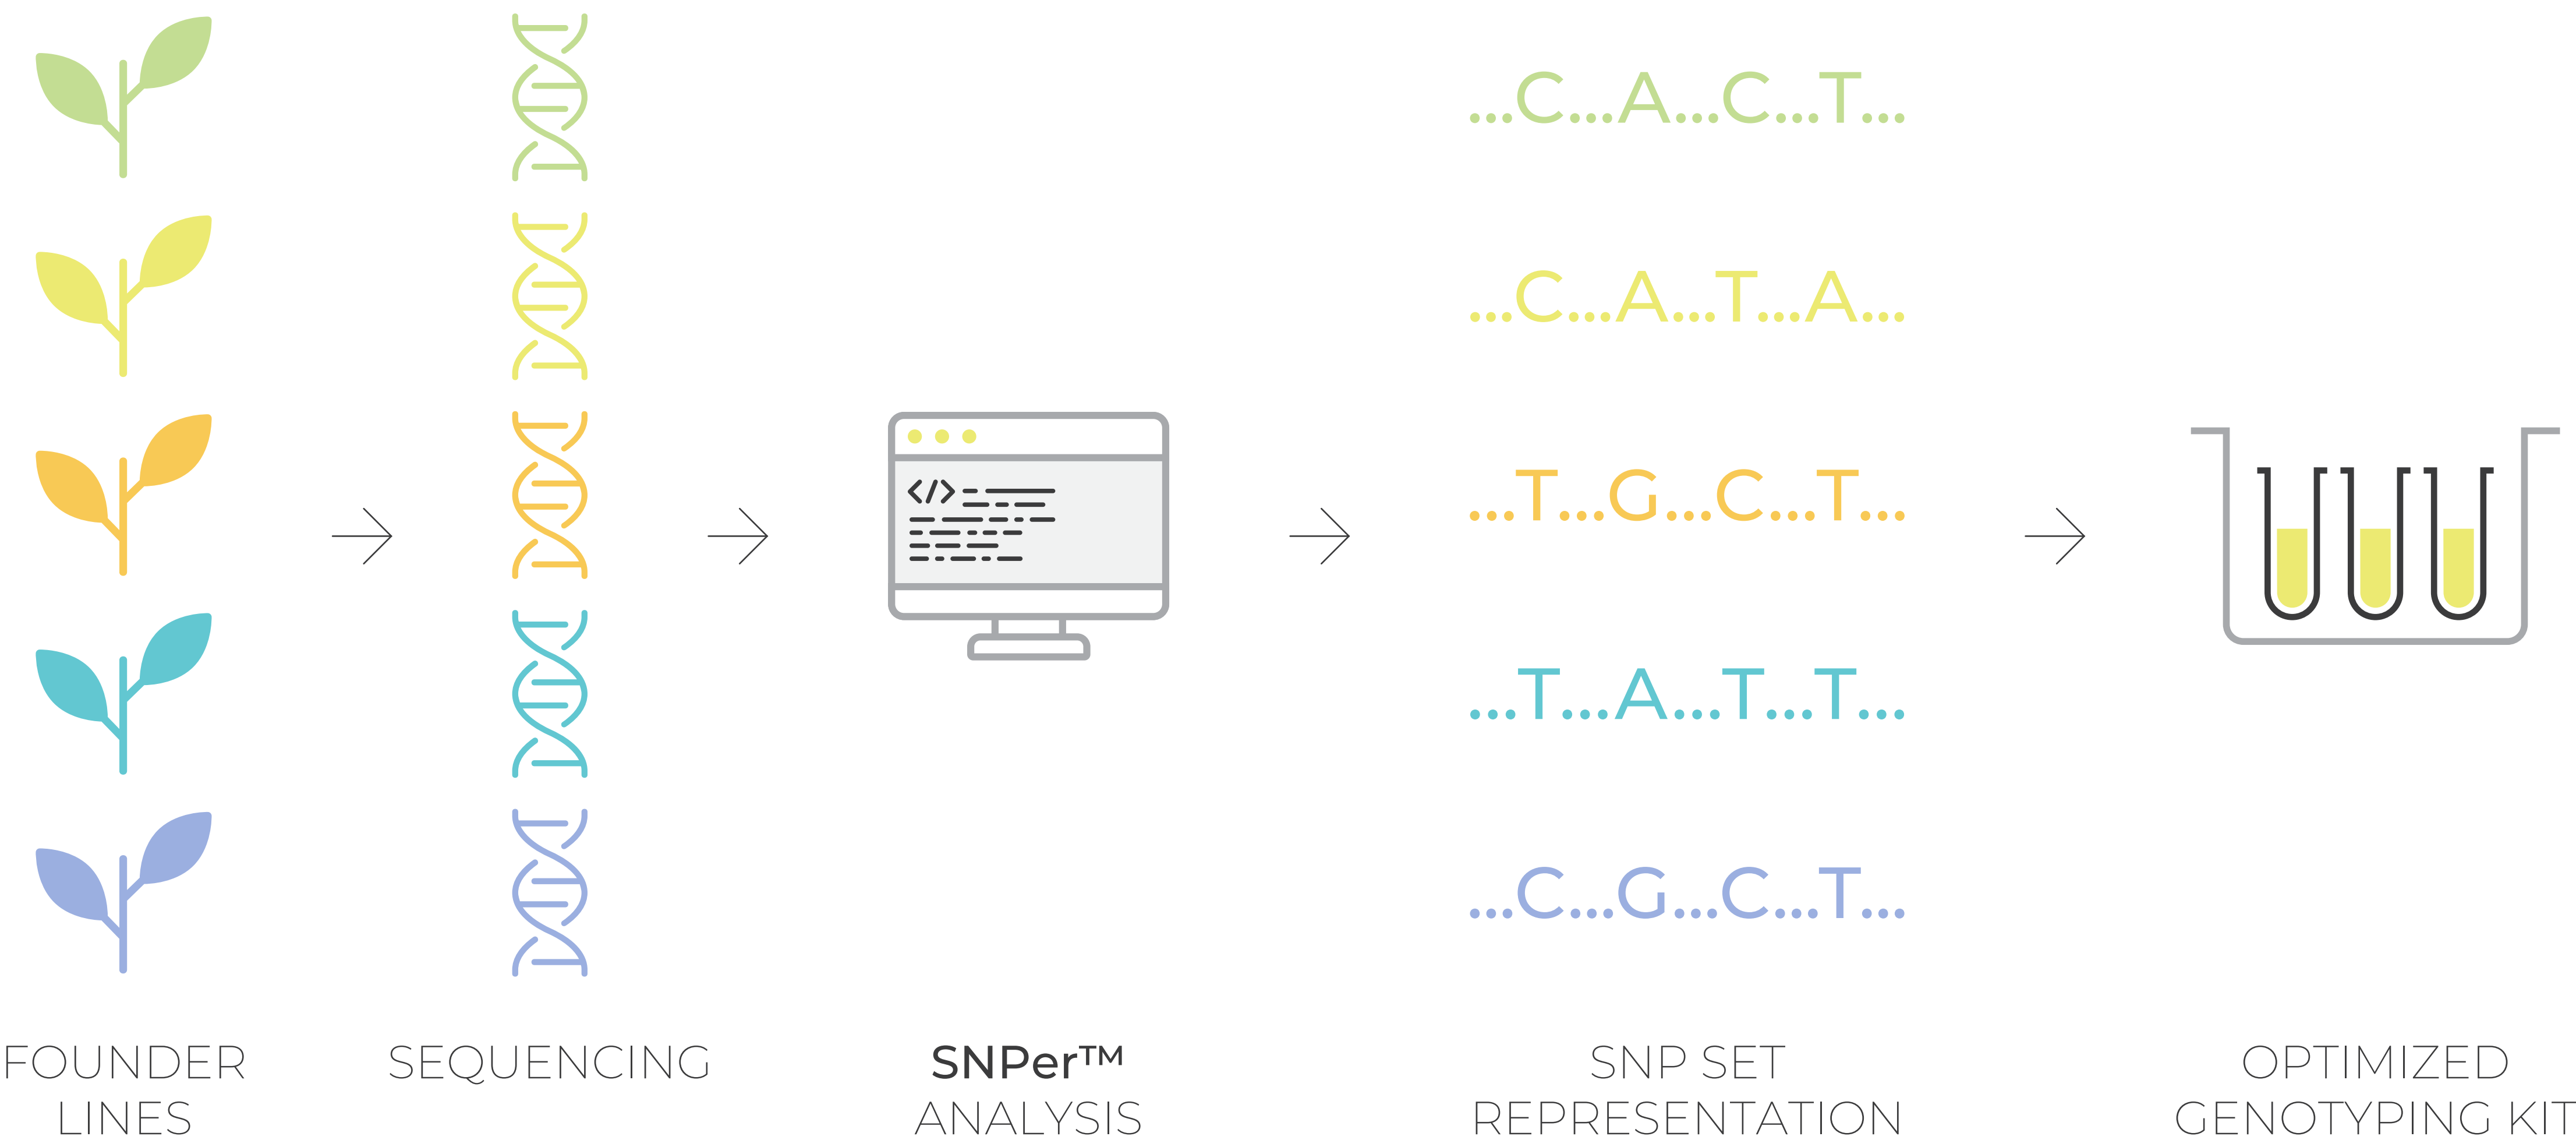 ...C...A...C...T...
...C...A...T...A...
...T...G...C...T...
...T...A...T...T...
...C...G...C...T...
</>
FOUNDER
LINES
SEQUENCING
SNPer™
ANALYSIS
SNP SET
REPRESENTATION
OPTIMIZED
GENOTYPING KIT